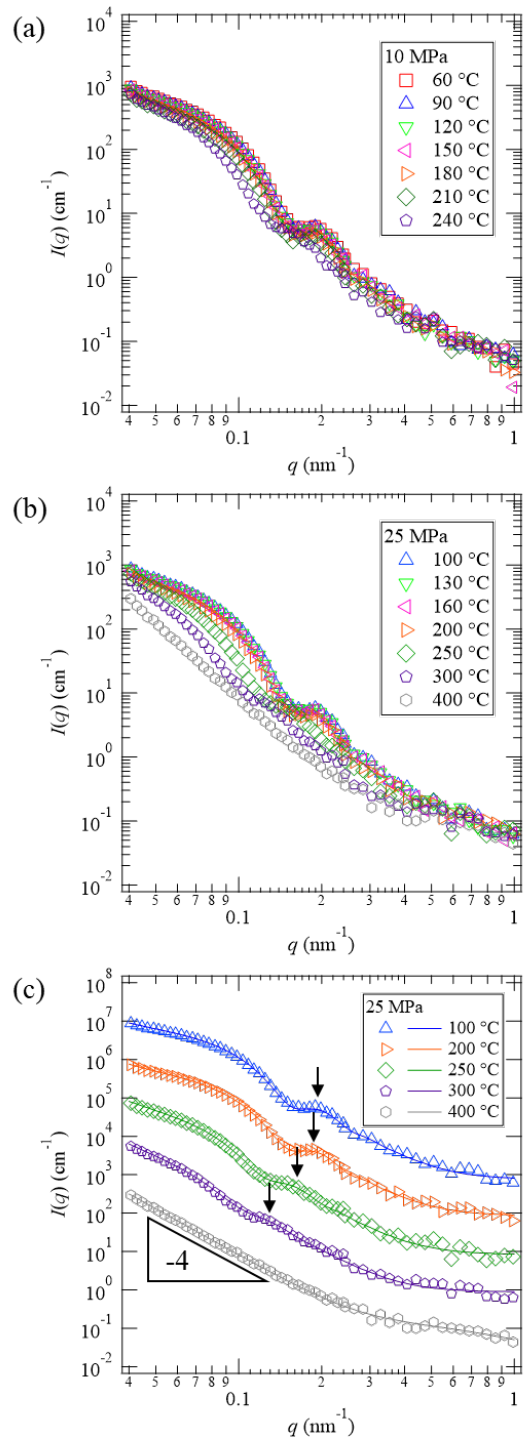 (a)
10⁴
10³
10²
10¹
10⁰
10⁻¹
10⁻²
I(q) (cm⁻¹)
10 MPa
60 °C
90 °C
120 °C
150 °C
180 °C
210 °C
240 °C
4 5 6 7 8 9 0.1 2 3 4 5 6 7 8 9 1
q (nm⁻¹)
(b)
10⁴
10³
10²
10¹
10⁰
10⁻¹
10⁻²
I(q) (cm⁻¹)
25 MPa
100 °C
130 °C
160 °C
200 °C
250 °C
300 °C
400 °C
4 5 6 7 8 9 0.1 2 3 4 5 6 7 8 9 1
q (nm⁻¹)
(c)
10⁸
10⁷
10⁶
10⁵
10⁴
10³
10²
10¹
10⁰
10⁻¹
10⁻²
I(q) (cm⁻¹)
25 MPa
100 °C
200 °C
250 °C
300 °C
400 °C
-4
4 5 6 7 8 9 0.1 2 3 4 5 6 7 8 9 1
q (nm⁻¹)